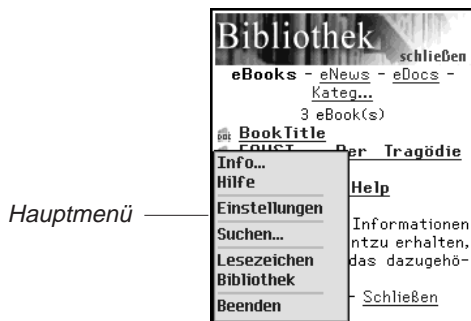 Bibliothek
schließen
eBooks - eNews - eDocs -
Kateg...
3 eBook(s)
BookTitle
FAUST Der Tragödie
Info...
Hilfe
Help
Einstellungen
Informationen
Suchen...
ntzu erhalten,
Lesezeichen
das dazugehö-
Bibliothek
- Schließen
Beenden
Hauptmenü